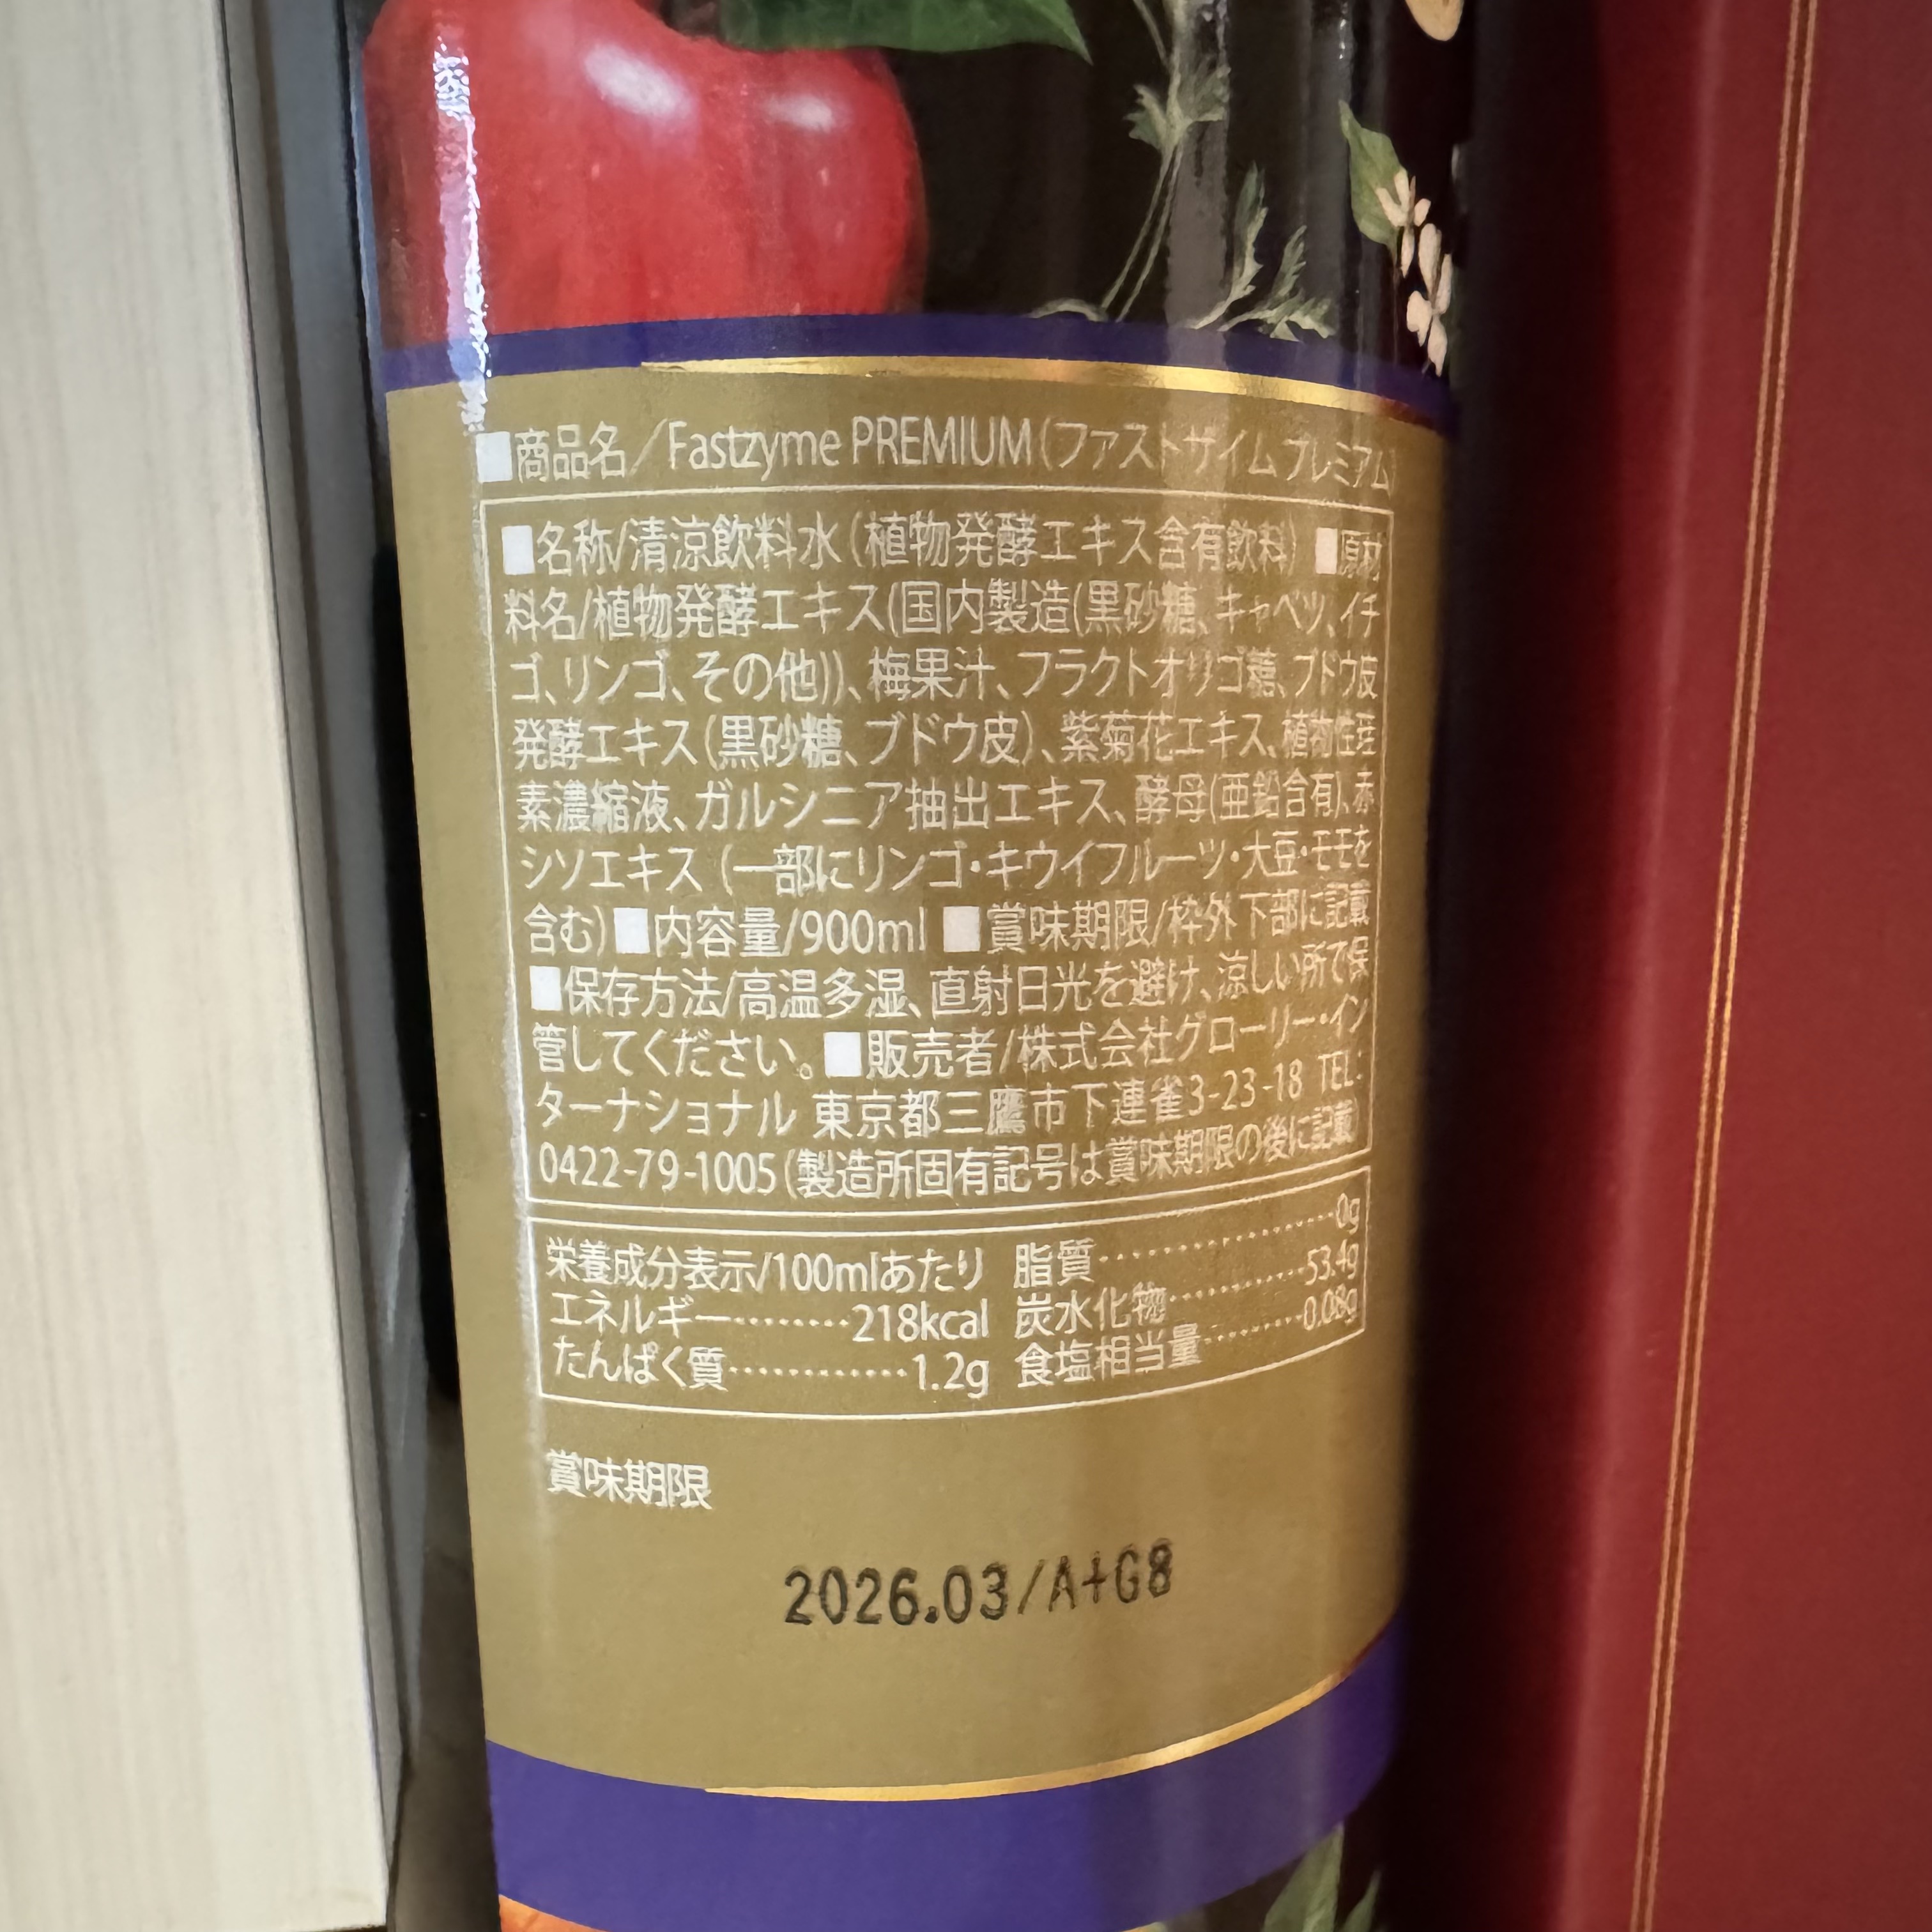 ■商品名／Fastzyme PREMIUM(ファストザイム プレミアム)
■名称/清涼飲料水(植物発酵エキス含有飲料) ■原材
料名/植物発酵エキス(国内製造(黒砂糖、キャベツ、イチ
ゴ、リンゴ、その他))、梅果汁、フラクトオリゴ糖、ブドウ皮
発酵エキス(黒砂糖、ブドウ皮)、紫菊花エキス、植物性珪
素濃縮液、ガルシニア抽出エキス、酵母(亜鉛含有)、赤
シソエキス (一部にリンゴ・キウイフルーツ・大豆・モモを
含む) ■内容量/900ml ■賞味期限/枠外下部に記載
■保存方法/高温多湿、直射日光を避け、涼しい所で保
管してください。■販売者/株式会社グローリー・イン
ターナショナル 東京都三鷹市下連雀3-23-18 TEL:
0422-79-1005(製造所固有記号は賞味期限の後に記載)
栄養成分表示/100mlあたり 脂質…………………0g
エネルギー………218kcal 炭水化物…………53.4g
たんぱく質……………1.2g 食塩相当量………0.08g
賞味期限
2026.03/A+G8